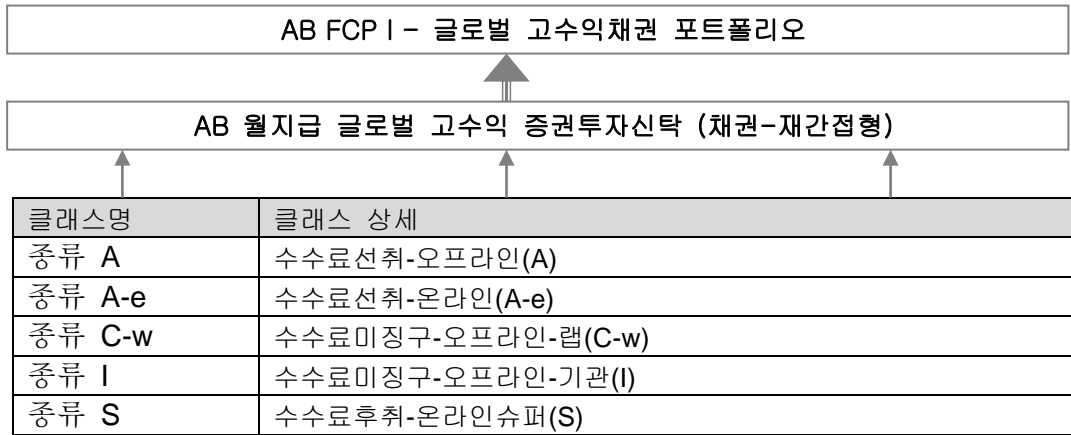 AB FCP I - 글로벌 고수익채권 포트폴리오
AB 월지급 글로벌 고수익 증권투자신탁 (채권-재간접형)
클래스명 클래스 상세
종류 A 수수료선취-오프라인(A)
종류 A-e 수수료선취-온라인(A-e)
종류 C-w 수수료미징구-오프라인-랩(C-w)
종류 I 수수료미징구-오프라인-기관(I)
종류 S 수수료후취-온라인슈퍼(S)